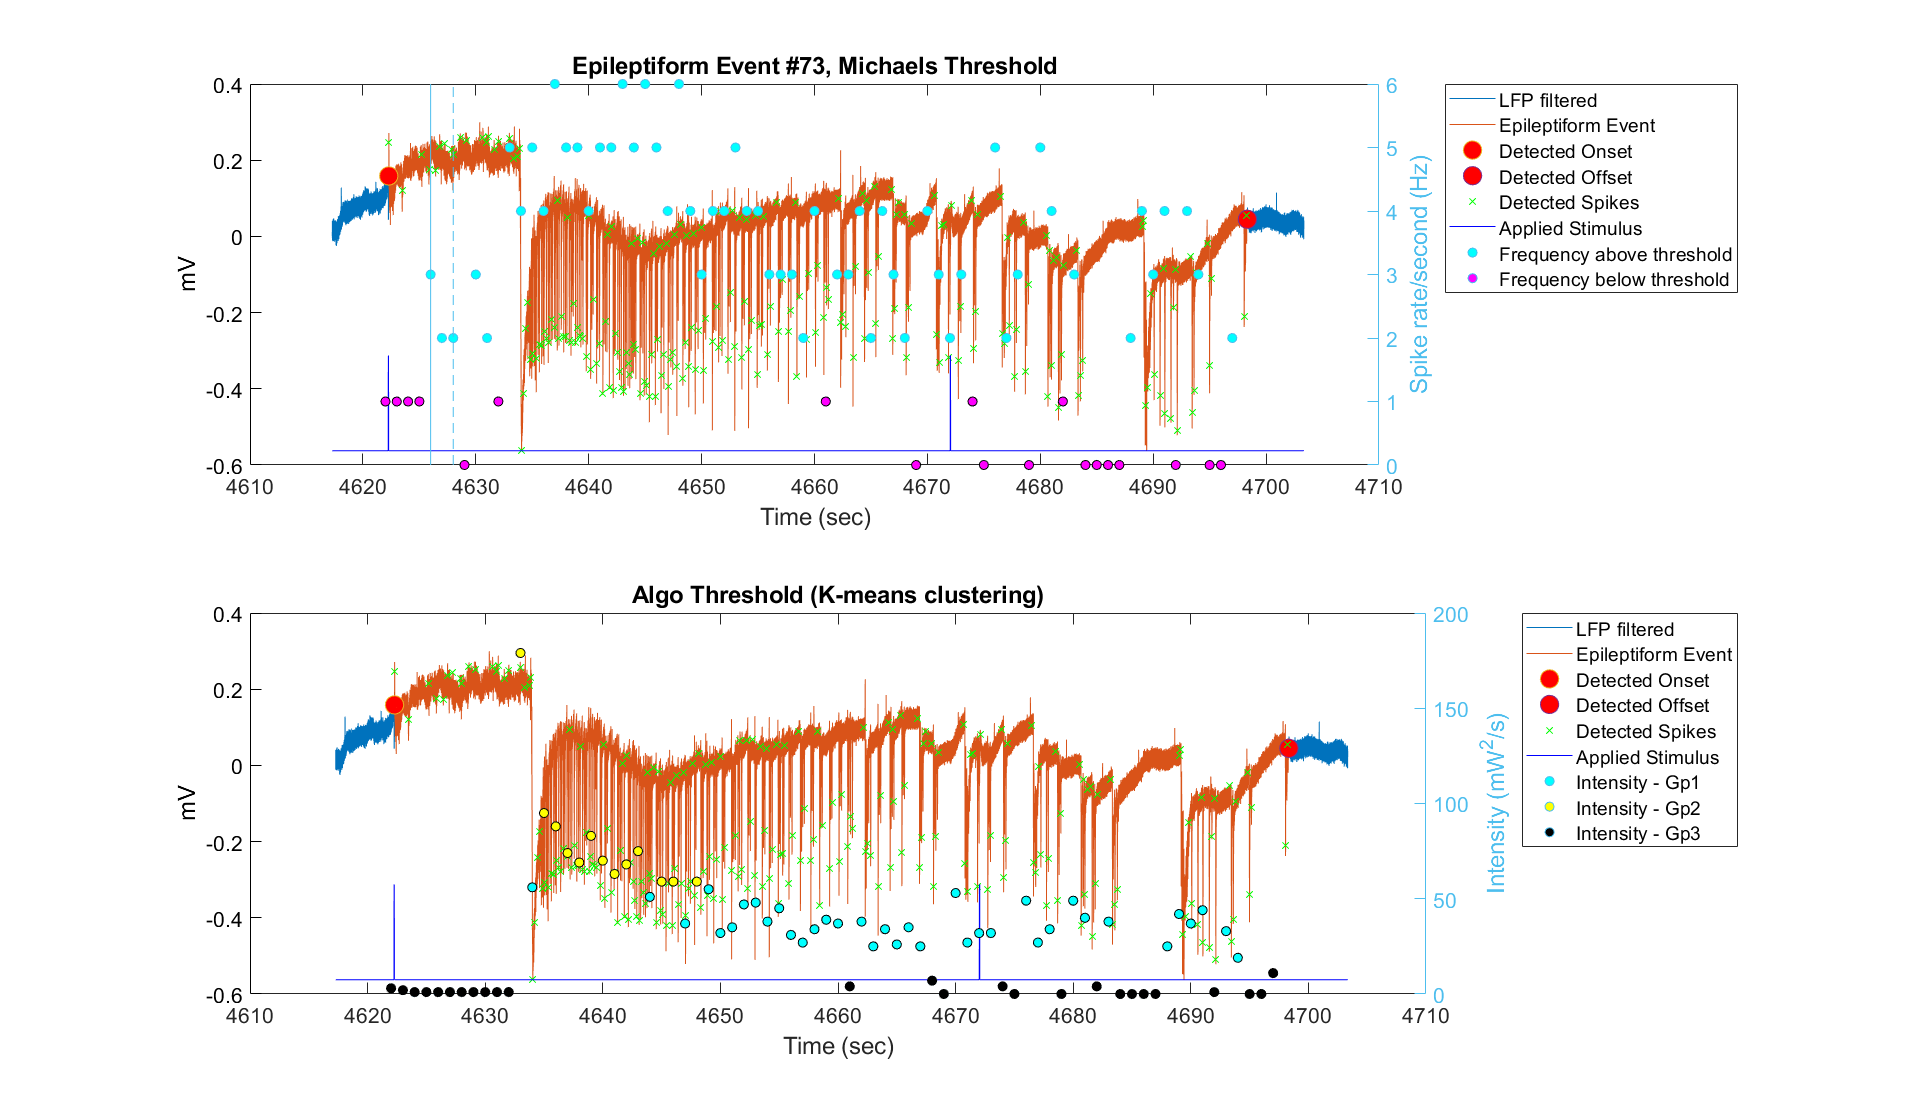 Epileptiform Event #73, Michaels Threshold
0.4
0.2
0
-0.2
-0.4
-0.6
mV
4610
4620
4630
4640
4650
4660
4670
4680
4690
4700
4710
Time (sec)
6
5
4
3
2
1
0
Spike rate/second (Hz)
LFP filtered
Epileptiform Event
Detected Onset
Detected Offset
Detected Spikes
Applied Stimulus
Frequency above threshold
Frequency below threshold
Algo Threshold (K-means clustering)
0.4
0.2
0
-0.2
-0.4
-0.6
mV
4610
4620
4630
4640
4650
4660
4670
4680
4690
4700
4710
Time (sec)
200
150
100
50
0
Intensity (mW²/s)
LFP filtered
Epileptiform Event
Detected Onset
Detected Offset
Detected Spikes
Applied Stimulus
Intensity - Gp1
Intensity - Gp2
Intensity - Gp3